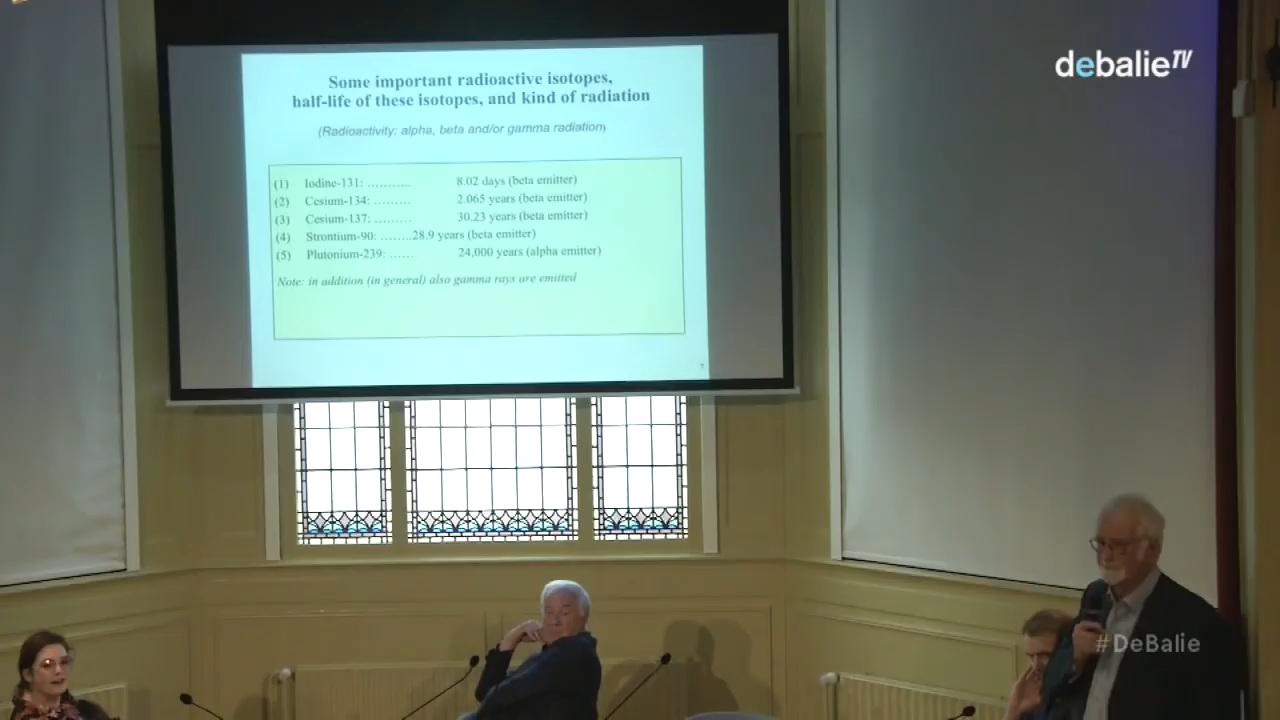 debalie TV
Some important radioactive isotopes,
half-life of these isotopes, and kind of radiation
(Radioactivity: alpha, beta and/or gamma radiation)
(1) Iodine-131: ........... 8.02 days (beta emitter)
(2) Cesium-134: ......... 2.065 years (beta emitter)
(3) Cesium-137: ......... 30.23 years (beta emitter)
(4) Strontium-90: ........28.9 years (beta emitter)
(5) Plutonium-239: ...... 24,000 years (alpha emitter)
Note: in addition (in general) also gamma rays are emitted
#DeBalie